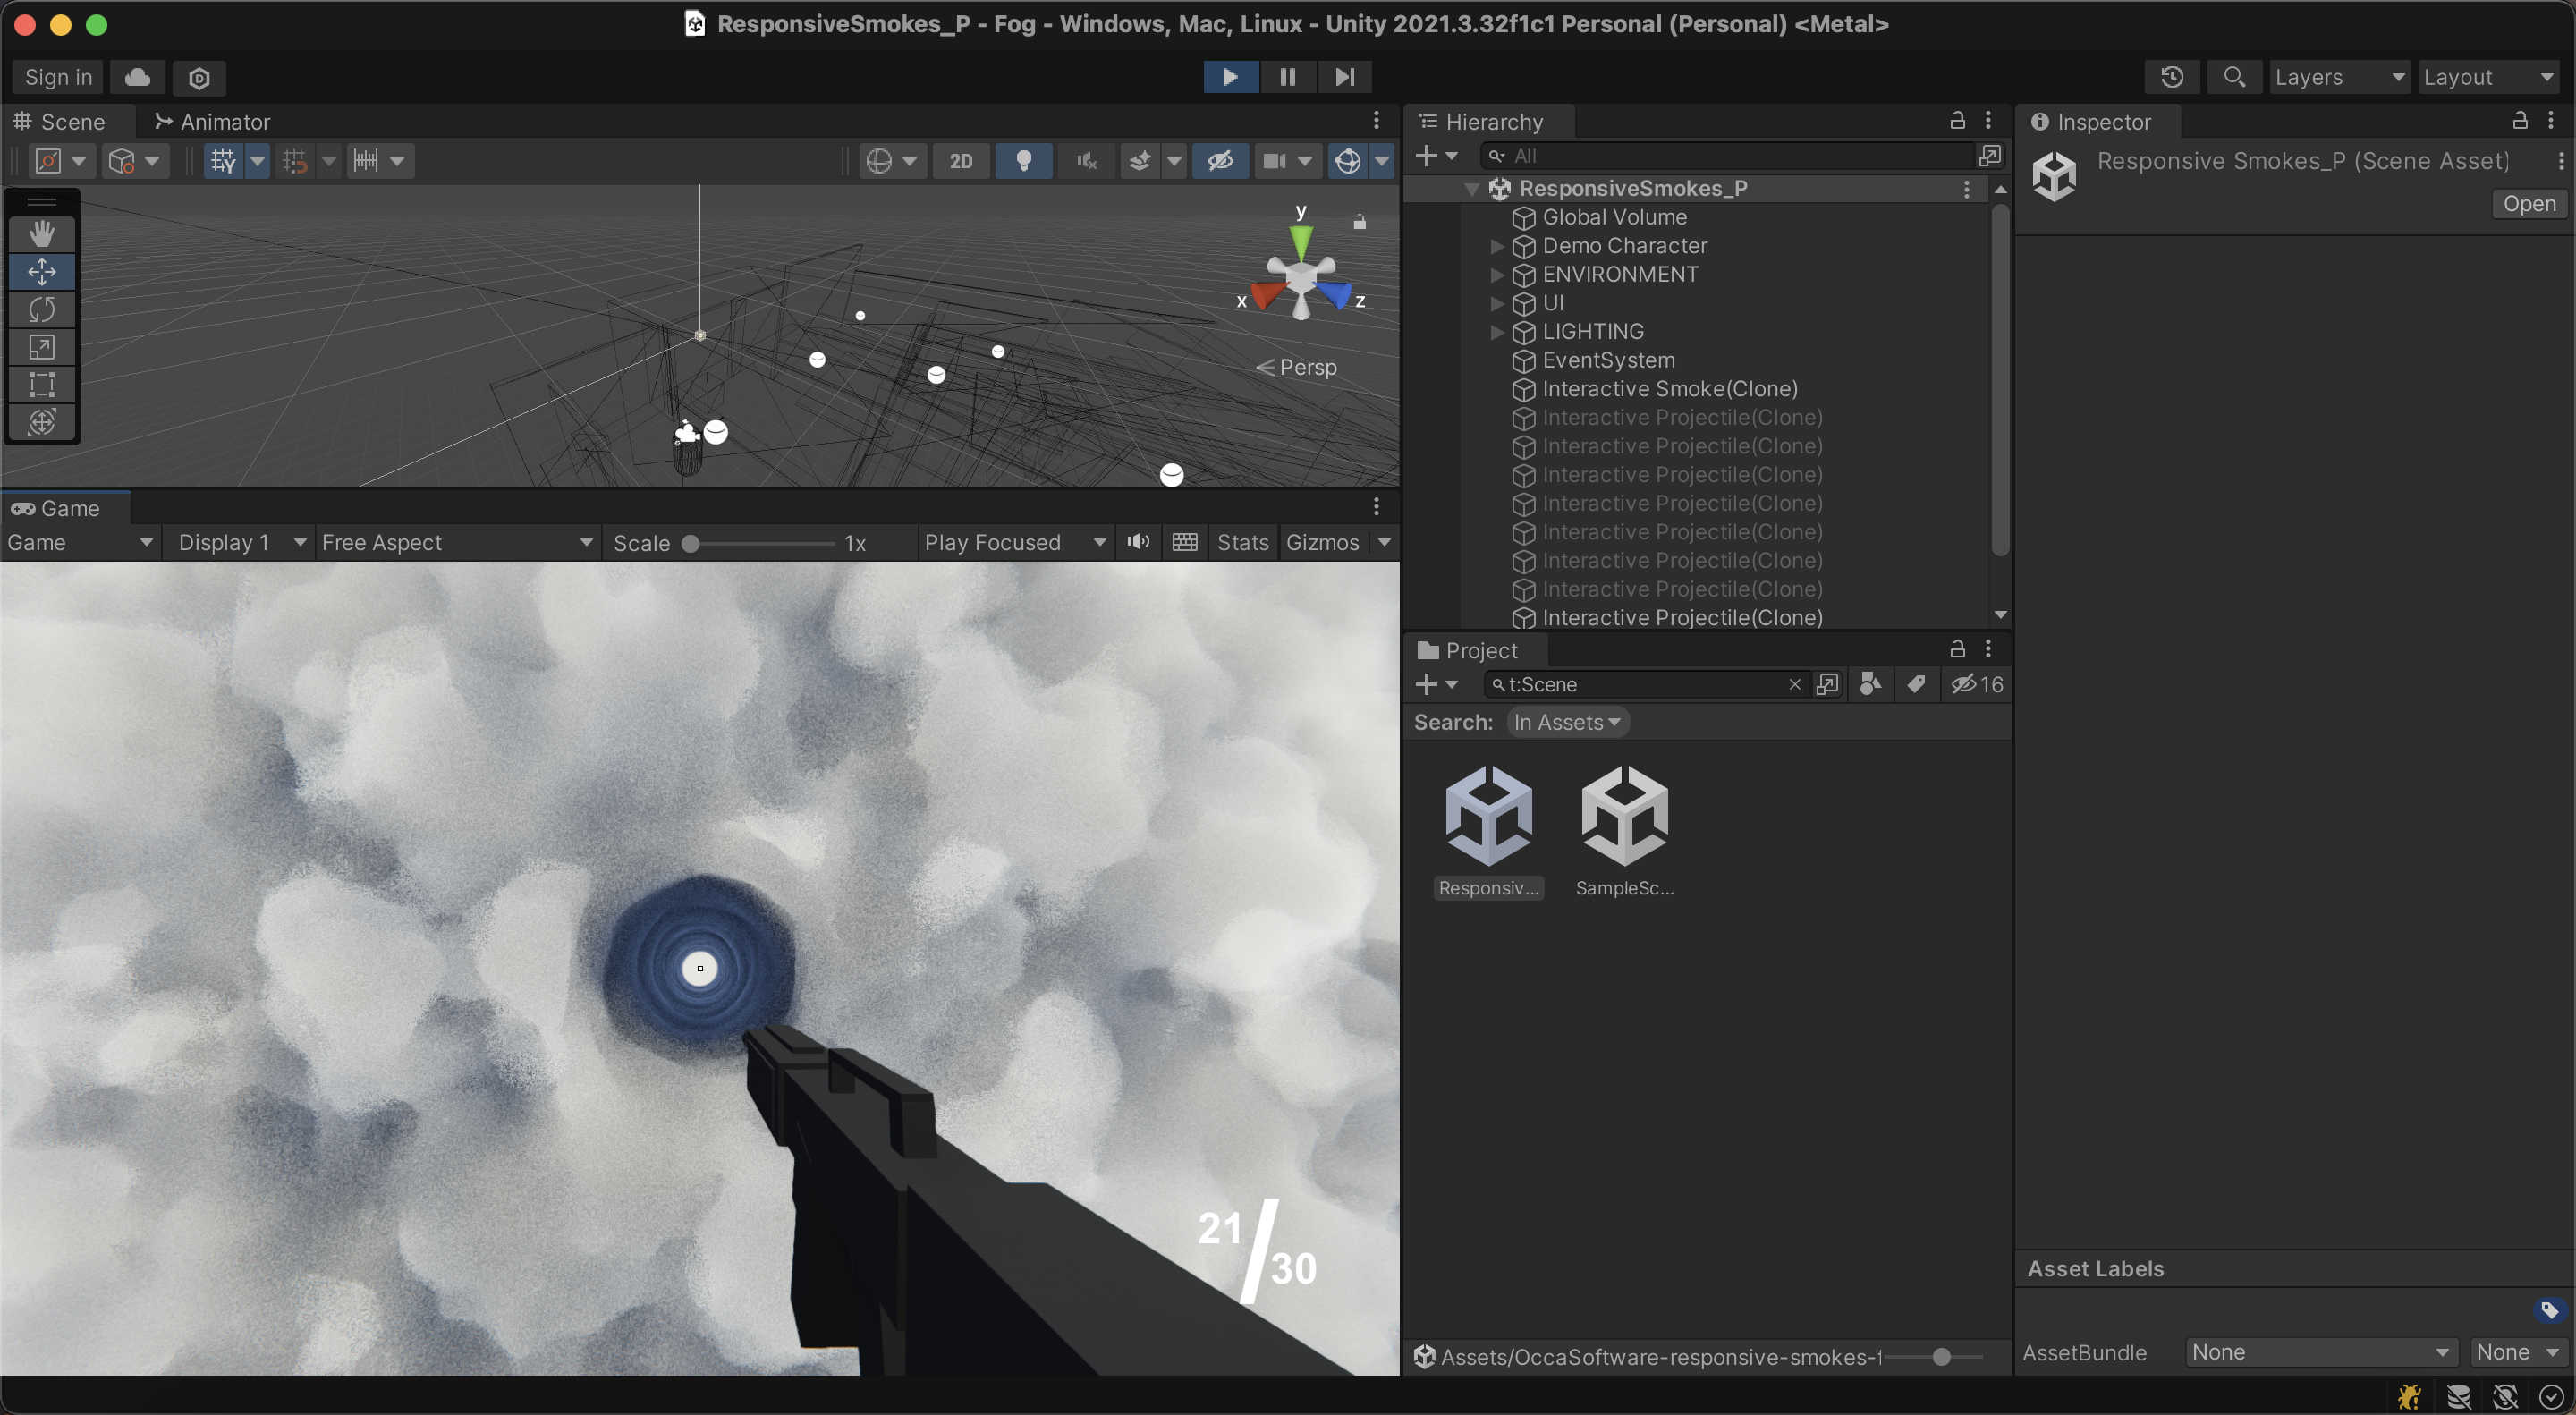 ResponsiveSmokes_P - Fog - Windows, Mac, Linux - Unity 2021.3.32f1c1 Personal (Personal) <Metal>
Sign in
Layers
Layout
Scene
Animator
2D
y
x
z
Persp
Game
Game
Display 1
Free Aspect
Scale
1x
Play Focused
Stats
Gizmos
21
30
Hierarchy
All
ResponsiveSmokes_P
Global Volume
Demo Character
ENVIRONMENT
UI
LIGHTING
EventSystem
Interactive Smoke(Clone)
Interactive Projectile(Clone)
Interactive Projectile(Clone)
Interactive Projectile(Clone)
Interactive Projectile(Clone)
Interactive Projectile(Clone)
Interactive Projectile(Clone)
Interactive Projectile(Clone)
Interactive Projectile(Clone)
Project
t:Scene
16
Search:
In Assets
Responsiv...
SampleSc...
Assets/OccaSoftware-responsive-smokes-
Inspector
Responsive Smokes_P (Scene Asset)
Open
Asset Labels
AssetBundle
None
None